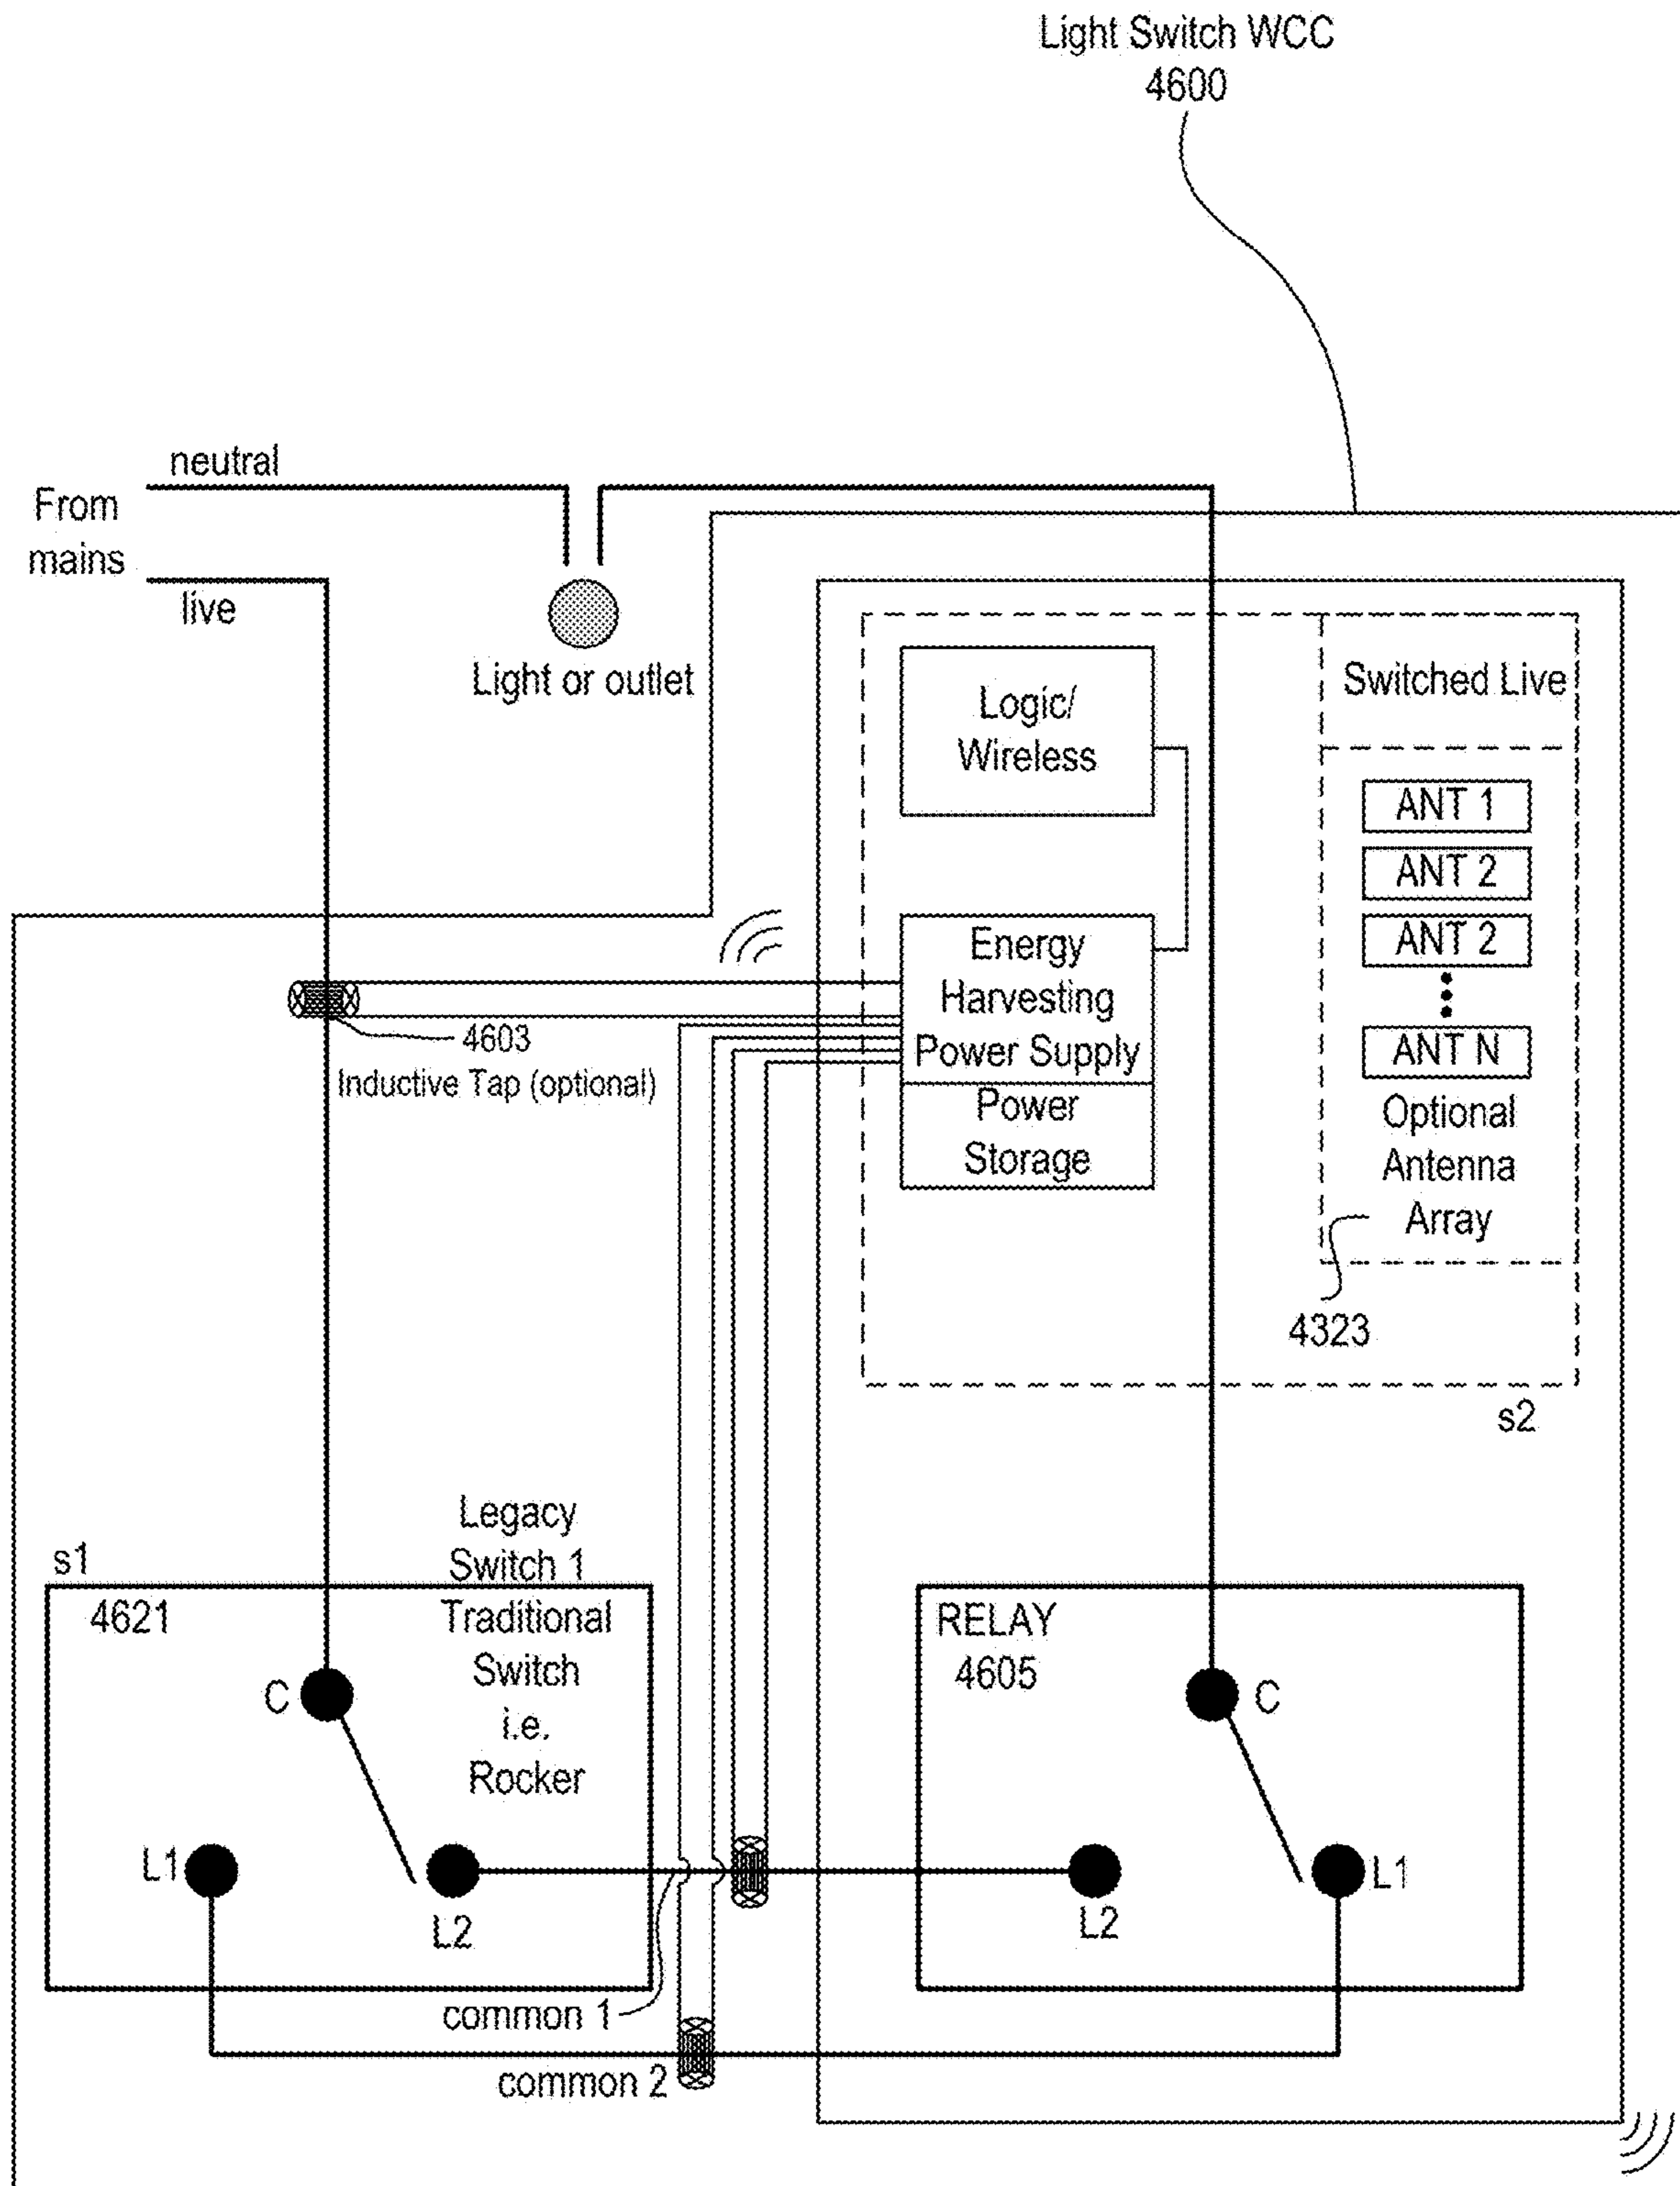 Light Switch WCC
4600
neutral
From
mains
live
Light or outlet
Logic/
Wireless
Switched Live
ANT 1
ANT 2
ANT 2
ANT N
Optional
Antenna
Array
4323
Energy
Harvesting
Power Supply
Power
Storage
4603
Inductive Tap (optional)
s2
s1
4621
Legacy
Switch 1
Traditional
Switch
i.e.
Rocker
C
L1
L2
RELAY
4605
C
L2
L1
common 1
common 2